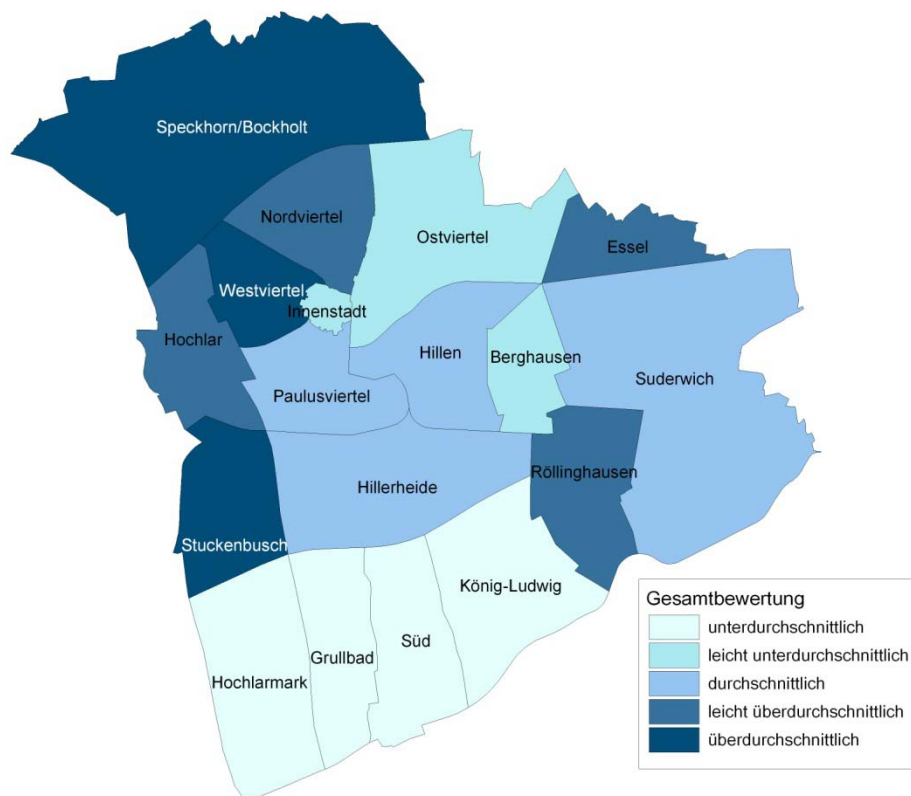 Speckhorn/Bockholt
Nordviertel
Ostviertel
Essel
Westviertel
Innenstadt
Hochlar
Hillen
Berghausen
Suderwich
Paulusviertel
Hillerheide
Röllinghausen
Stuckenbusch
König-Ludwig
Süd
Grullbad
Hochlarmark
Gesamtbewertung
unterdurchschnittlich
leicht unterdurchschnittlich
durchschnittlich
leicht überdurchschnittlich
überdurchschnittlich